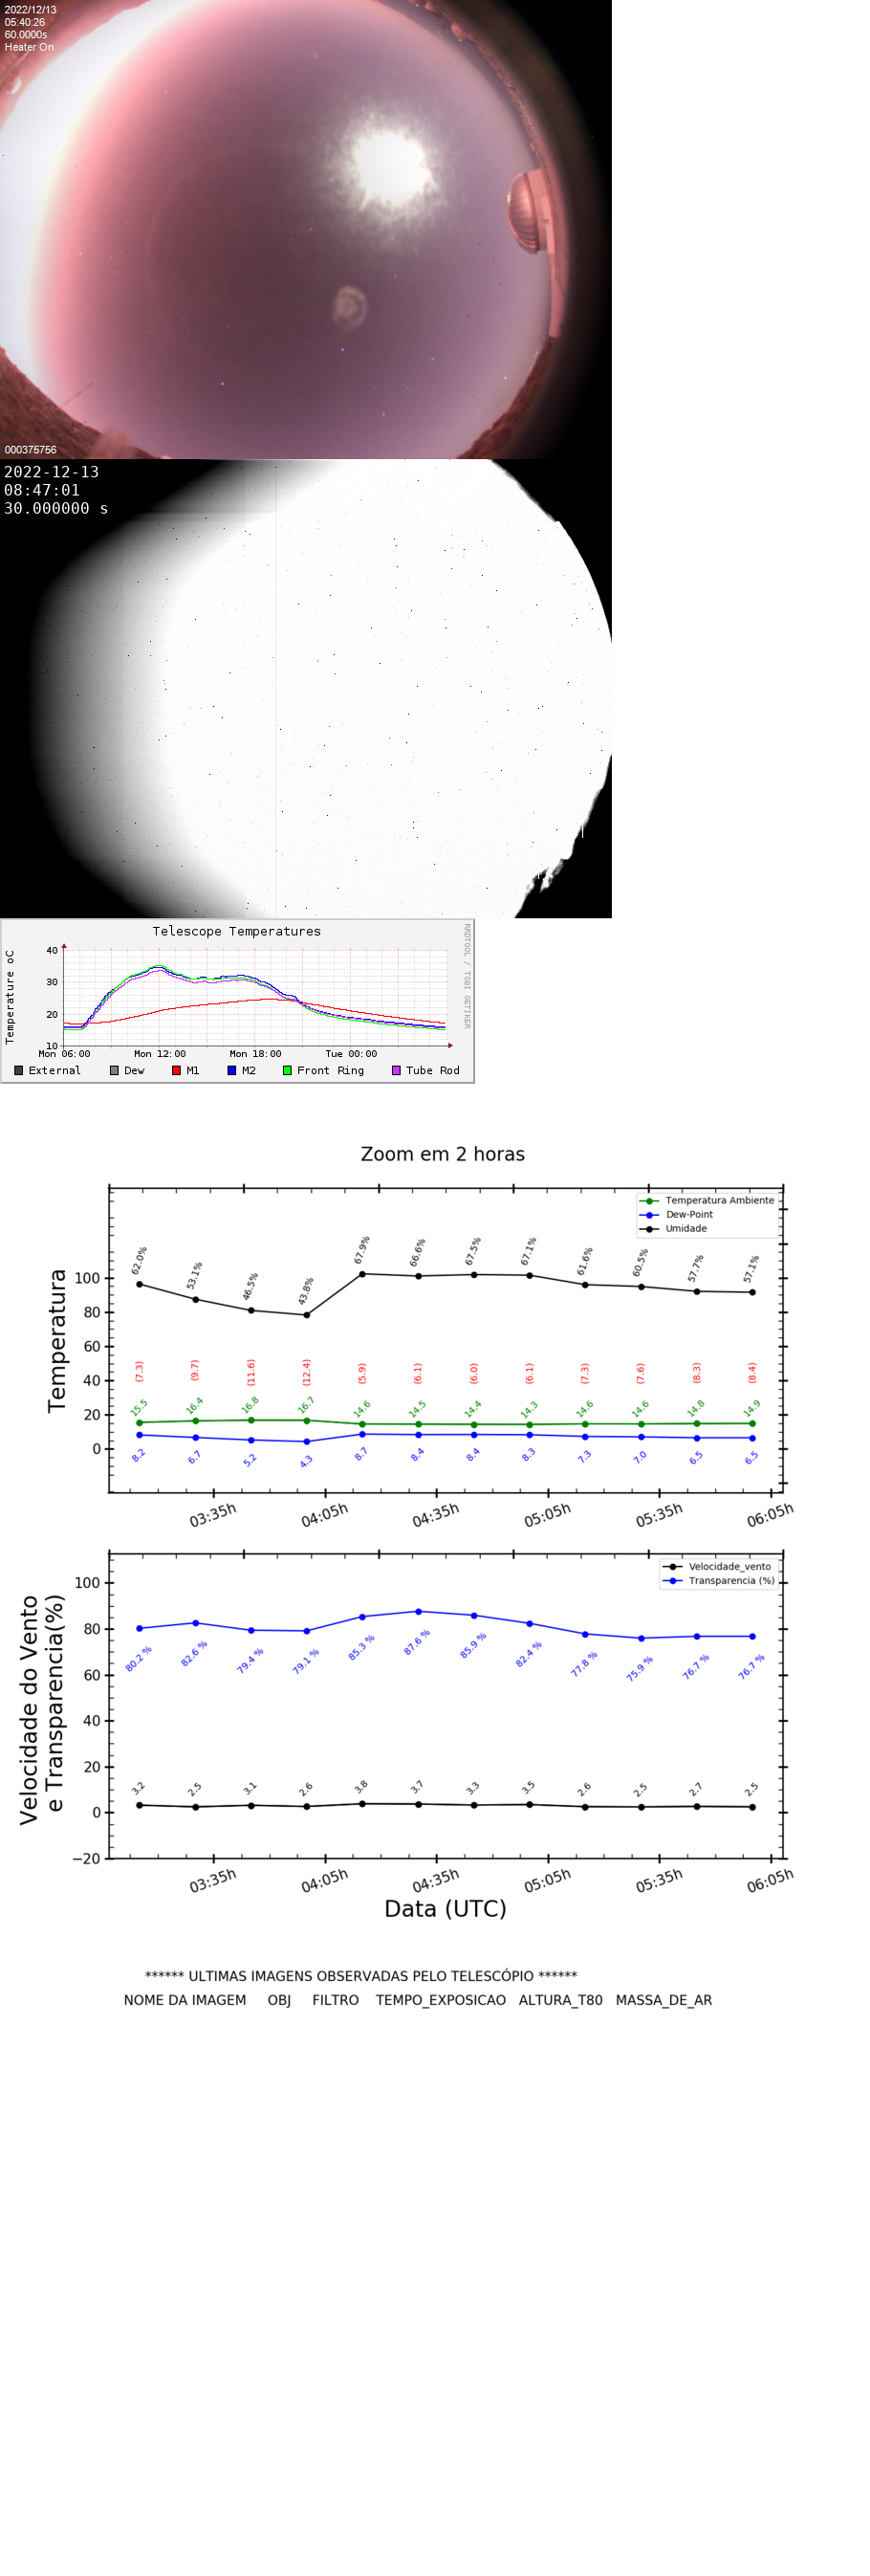 2022/12/13
05:40:26
60.0000s
Heater On
000375756
2022-12-13
08:47:01
30.000000 s
Telescope Temperatures
RRDTOOL / TOBI OETIKER
Temperature oC
40
30
20
10
Mon 06:00 Mon 12:00 Mon 18:00 Tue 00:00
External Dew M1 M2 Front Ring Tube Rod
Zoom em 2 horas
Temperatura Ambiente
Dew-Point
Umidade
Temperatura
100
80
60
40
20
0
62.0% 53.1% 46.5% 43.8% 67.9% 66.6% 67.5% 67.1% 61.6% 60.5% 57.7% 57.1%
(7.3) (9.7) (11.6) (12.4) (5.9) (6.1) (6.0) (6.1) (7.3) (7.6) (8.3) (8.4)
15.5 16.4 16.8 16.7 14.6 14.5 14.4 14.3 14.6 14.6 14.8 14.9
8.2 6.7 5.2 4.3 8.7 8.4 8.4 8.3 7.3 7.0 6.5 6.5
03:35h 04:05h 04:35h 05:05h 05:35h 06:05h
Velocidade_vento
Transparencia (%)
Velocidade do Vento
e Transparencia(%)
100
80
60
40
20
0
−20
80.2 % 82.6 % 79.4 % 79.1 % 85.3 % 87.6 % 85.9 % 82.4 % 77.8 % 75.9 % 76.7 % 76.7 %
3.2 2.5 3.1 2.6 3.8 3.7 3.3 3.5 2.6 2.5 2.7 2.5
03:35h 04:05h 04:35h 05:05h 05:35h 06:05h
Data (UTC)
****** ULTIMAS IMAGENS OBSERVADAS PELO TELESCÓPIO ******
NOME DA IMAGEM OBJ FILTRO TEMPO_EXPOSICAO ALTURA_T80 MASSA_DE_AR